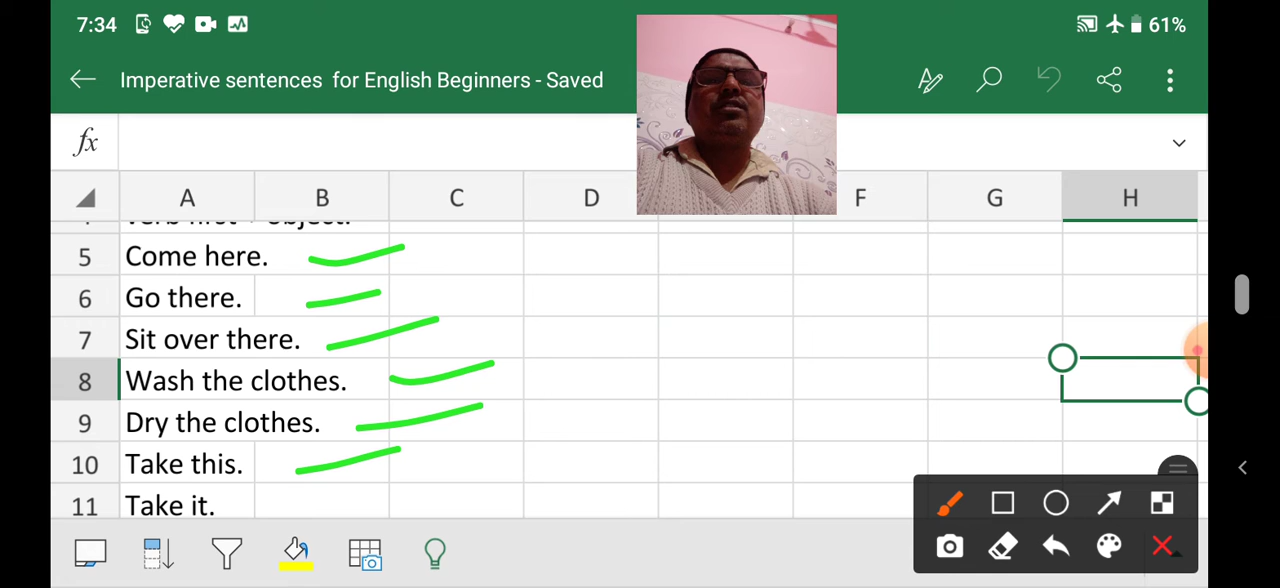 7:34
61%
Imperative sentences for English Beginners - Saved
fx
A B C D F G H
5 Come here.
6 Go there.
7 Sit over there.
8 Wash the clothes.
9 Dry the clothes.
10 Take this.
11 Take it.